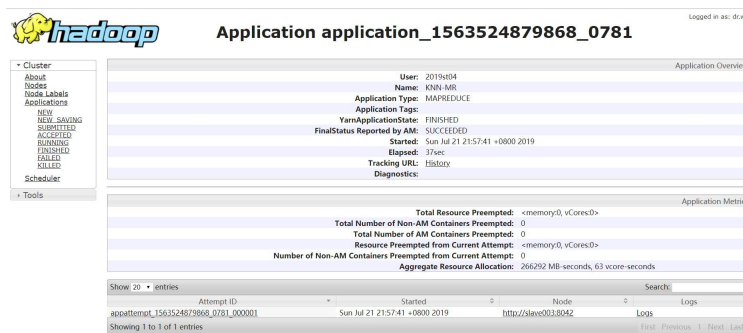 hadoop
Application application_1563524879868_0781
Logged in as: dr.
Cluster
About
Nodes
Node Labels
Applications
NEW
NEW_SAVING
SUBMITTED
ACCEPTED
RUNNING
FINISHED
FAILED
KILLED
Scheduler
Tools
Application Overvie
User: 2019st04
Name: KNN-MR
Application Type: MAPREDUCE
Application Tags:
YarnApplicationState: FINISHED
FinalStatus Reported by AM: SUCCEEDED
Started: Sun Jul 21 21:57:41 +0800 2019
Elapsed: 37sec
Tracking URL: History
Diagnostics:
Application Metri
Total Resource Preempted: <memory:0, vCores:0>
Total Number of Non-AM Containers Preempted: 0
Total Number of AM Containers Preempted: 0
Resource Preempted from Current Attempt: <memory:0, vCores:0>
Number of Non-AM Containers Preempted from Current Attempt: 0
Aggregate Resource Allocation: 266292 MB-seconds, 63 vcore-seconds
Show 20 entries Search:
Attempt ID Started Node Logs
appattempt_1563524879868_0781_000001 Sun Jul 21 21:57:41 +0800 2019 http://slave003:8042 Logs
Showing 1 to 1 of 1 entries First Previous 1 Next Las